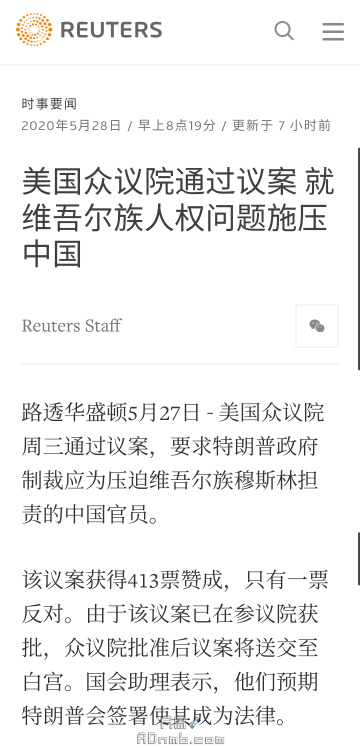 REUTERS
时事要闻
2020年5月28日 / 早上8点19分 / 更新于 7 小时前
美国众议院通过议案 就
维吾尔族人权问题施压
中国
Reuters Staff
路透华盛顿5月27日 - 美国众议院
周三通过议案，要求特朗普政府
制裁应为压迫维吾尔族穆斯林担
责的中国官员。
该议案获得413票赞成，只有一票
反对。由于该议案已在参议院获
批，众议院批准后议案将送交至
白宫。国会助理表示，他们预期
特朗普会签署使其成为法律。
ADnmb.com